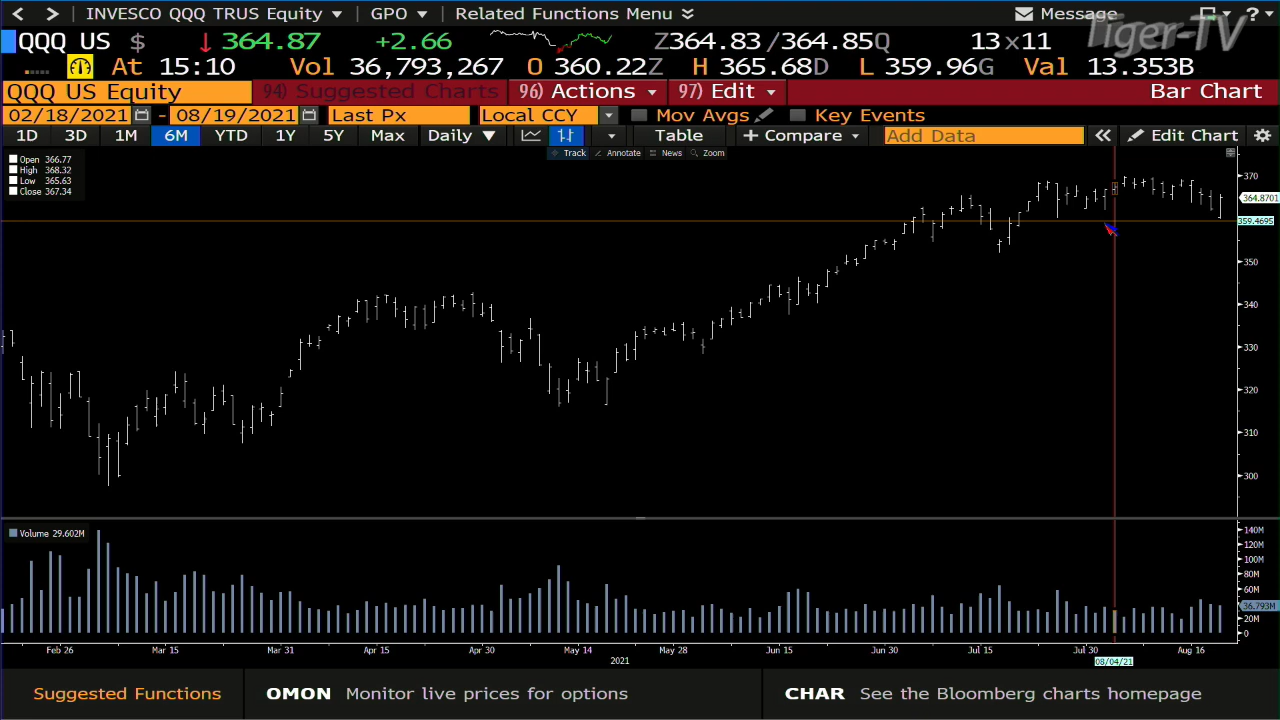 INVESCO QQQ TRUS Equity GPO Related Functions Menu Message ?
Tiger-TV
QQQ US $ 364.87 +2.66 Z364.83/364.85Q 13x11
At 15:10 Vol 36,793,267 O 360.22Z H 365.68D L 359.96G Val 13.353B
QQQ US Equity 94) Suggested Charts 96) Actions 97) Edit Bar Chart
02/18/2021 - 08/19/2021 Last Px Local CCY Mov Avgs Key Events
1D 3D 1M 6M YTD 1Y 5Y Max Daily Table + Compare Add Data Edit Chart
Track Annotate News Zoom
Open 366.77
High 368.32
Low 365.63
Close 367.34
370
364.8701
359.4695
350
340
330
320
310
300
Volume 29.602M
140M
120M
100M
80M
60M
36.793M
20M
0
Feb 26 Mar 15 Mar 31 Apr 15 Apr 30 May 14 May 28 Jun 15 Jun 30 Jul 15 Jul 30 Aug 16
2021 08/04/21
Suggested Functions OMON Monitor live prices for options CHAR See the Bloomberg charts homepage